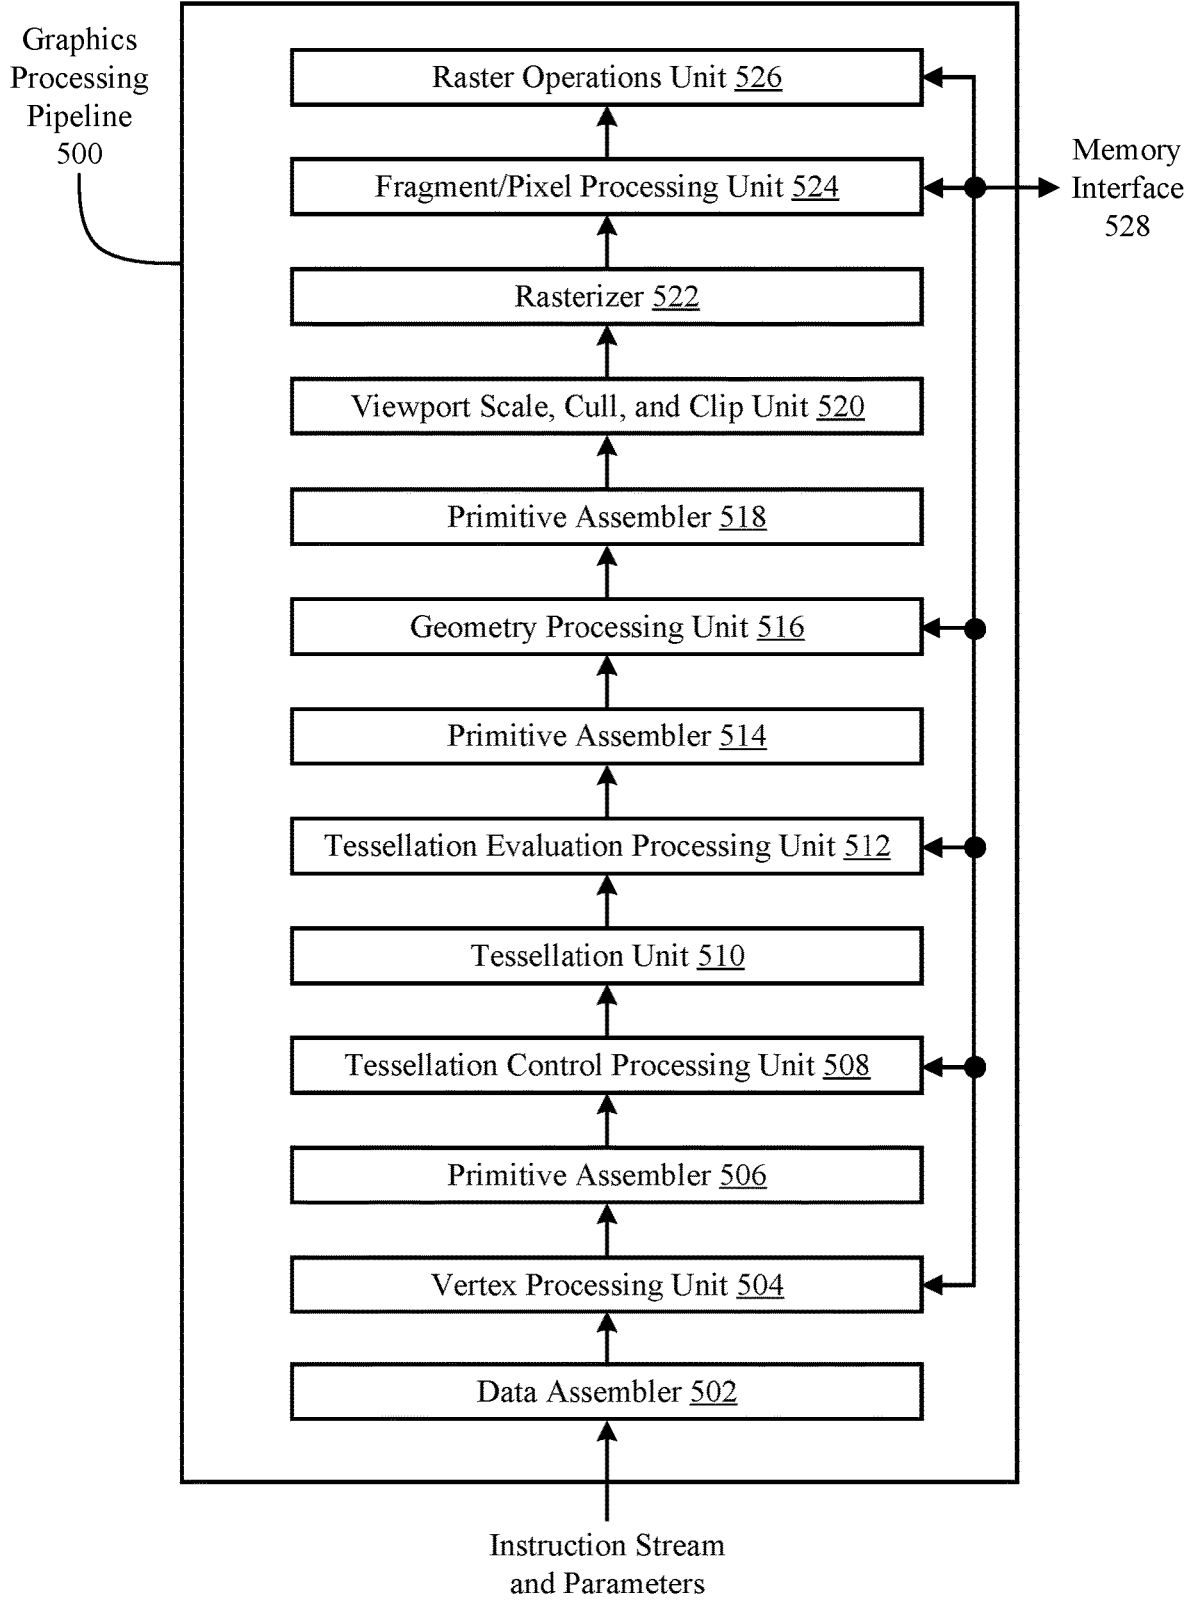 Graphics
Processing
Pipeline
500
Raster Operations Unit 526
Fragment/Pixel Processing Unit 524
Memory
Interface
528
Rasterizer 522
Viewport Scale, Cull, and Clip Unit 520
Primitive Assembler 518
Geometry Processing Unit 516
Primitive Assembler 514
Tessellation Evaluation Processing Unit 512
Tessellation Unit 510
Tessellation Control Processing Unit 508
Primitive Assembler 506
Vertex Processing Unit 504
Data Assembler 502
Instruction Stream
and Parameters